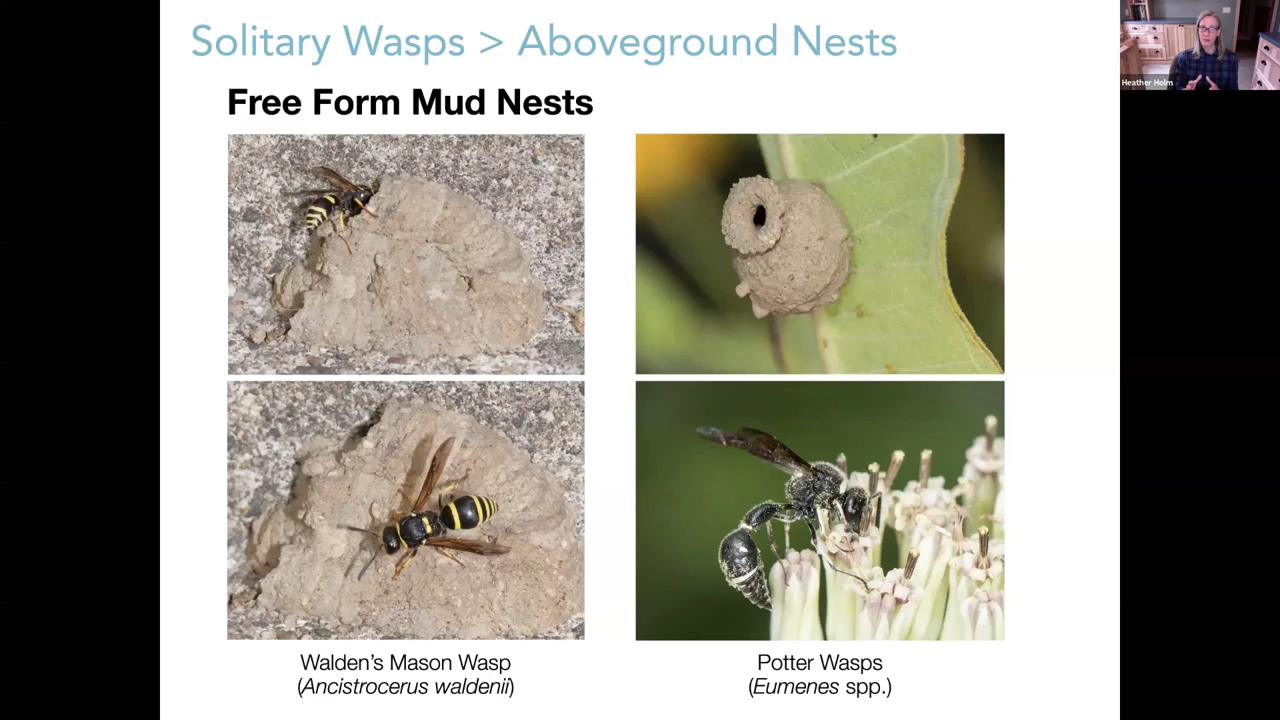 Solitary Wasps > Aboveground Nests
Heather Holm
Free Form Mud Nests
Walden's Mason Wasp
(Ancistrocerus waldenii)
Potter Wasps
(Eumenes spp.)